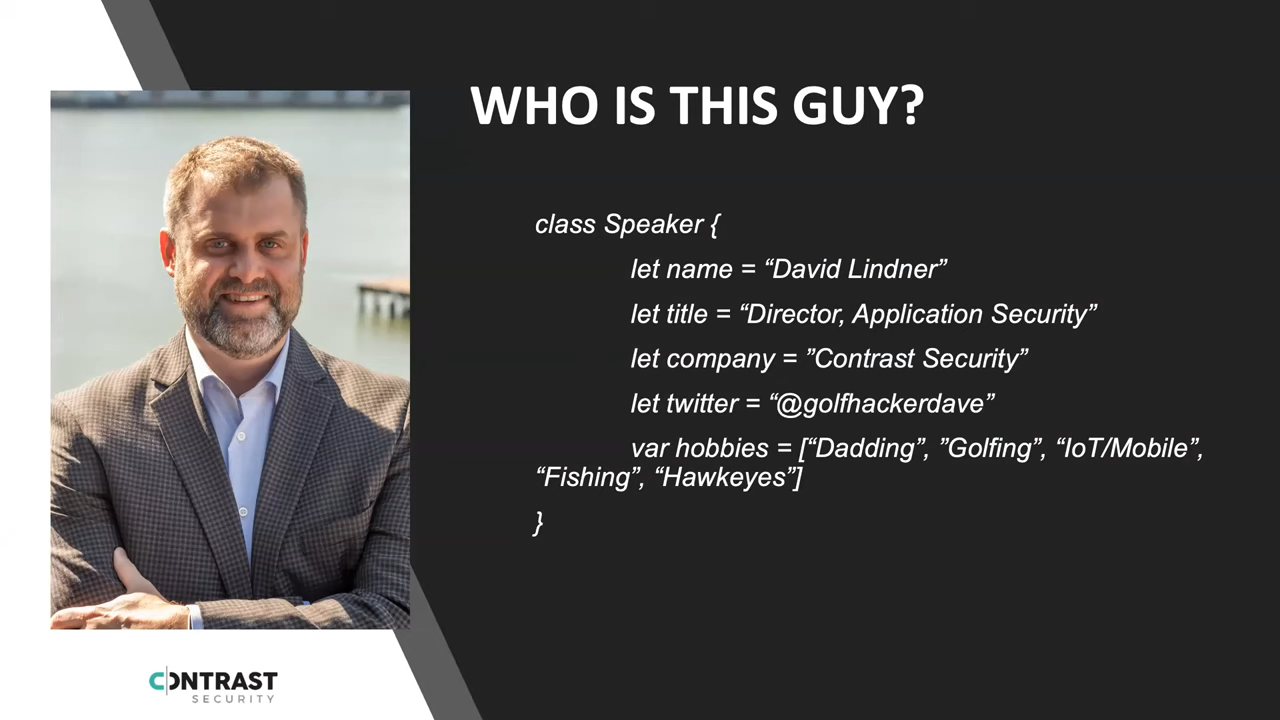 WHO IS THIS GUY?
class Speaker {
let name = “David Lindner”
let title = “Director, Application Security”
let company = ”Contrast Security”
let twitter = “@golfhackerdave”
var hobbies = [“Dadding”, ”Golfing”, “IoT/Mobile”,
“Fishing”, “Hawkeyes”]
}
CONTRAST
SECURITY